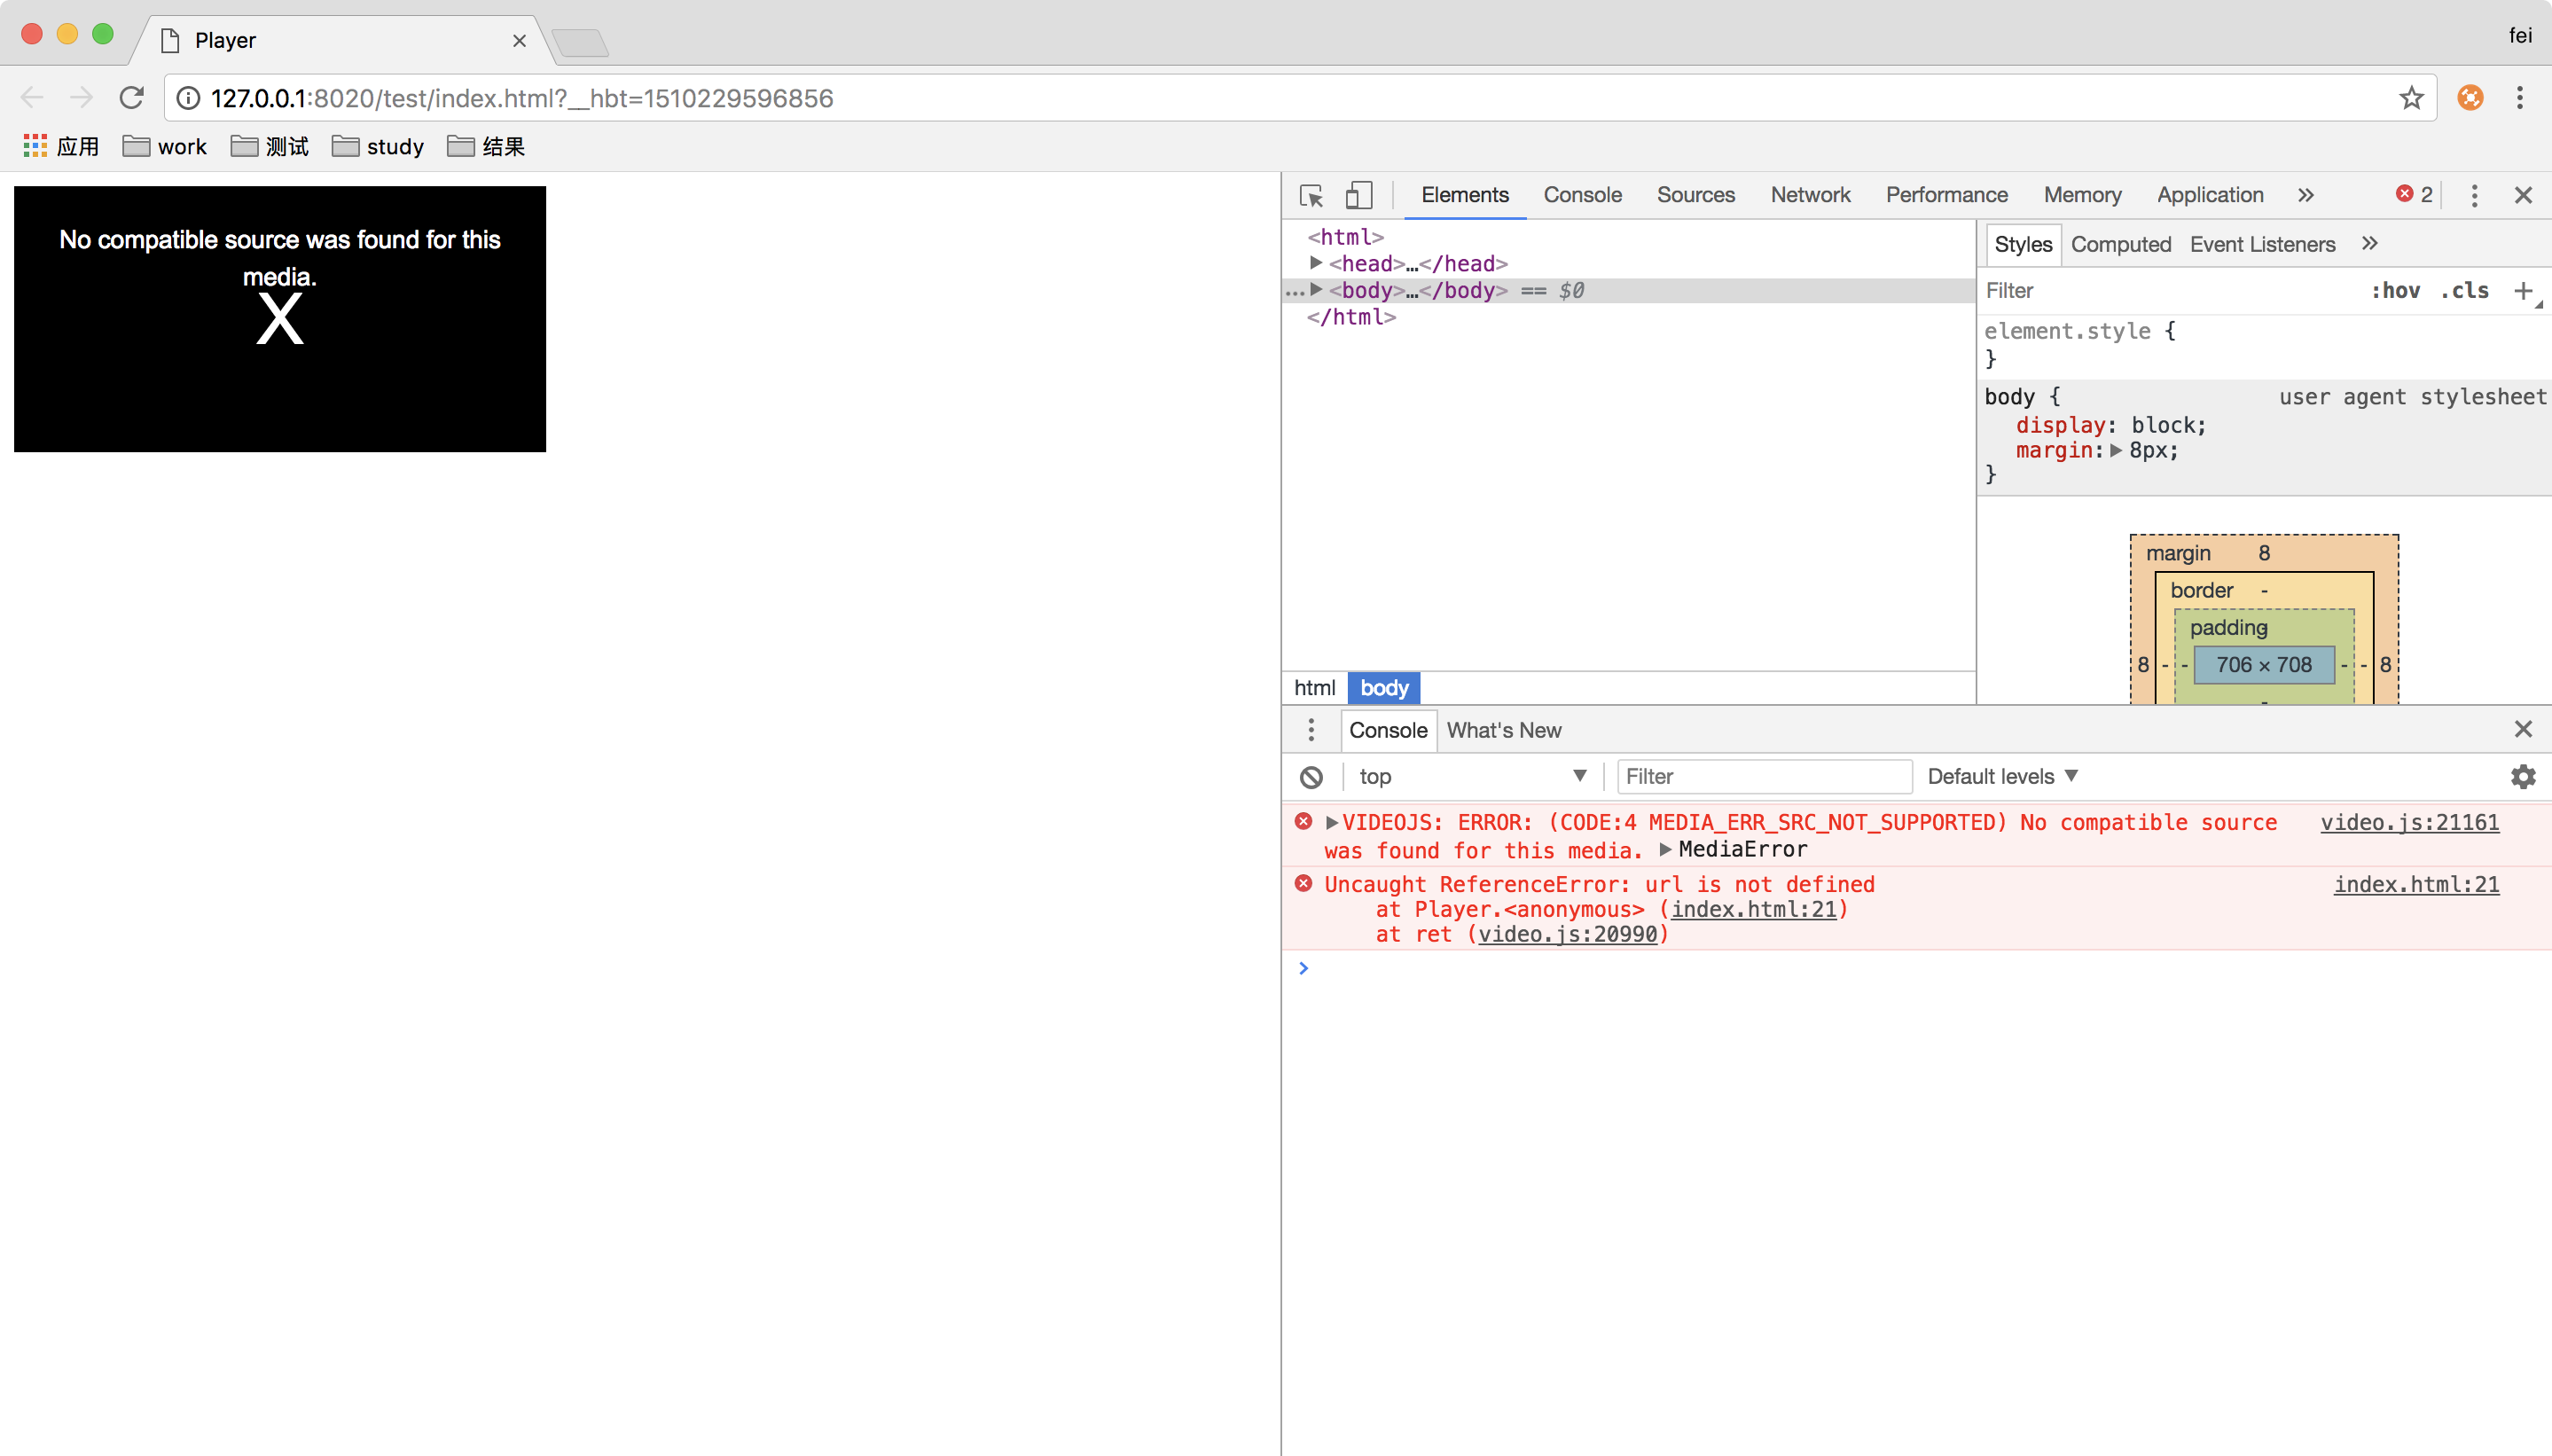 Player
fei
127.0.0.1:8020/test/index.html?__hbt=1510229596856
应用 work 测试 study 结果
No compatible source was found for this
media.
X
Elements Console Sources Network Performance Memory Application » 2
<html>
<head>…</head>
… <body>…</body> == $0
</html>
html body
Styles Computed Event Listeners »
Filter :hov .cls +
element.style {
}
body { user agent stylesheet
display: block;
margin: 8px;
}
margin 8
border -
padding -
8 - - 706 × 708 - - 8
-
Console What's New
top Filter Default levels
VIDEOJS: ERROR: (CODE:4 MEDIA_ERR_SRC_NOT_SUPPORTED) No compatible source video.js:21161
was found for this media. MediaError
Uncaught ReferenceError: url is not defined index.html:21
at Player.<anonymous> (index.html:21)
at ret (video.js:20990)
>